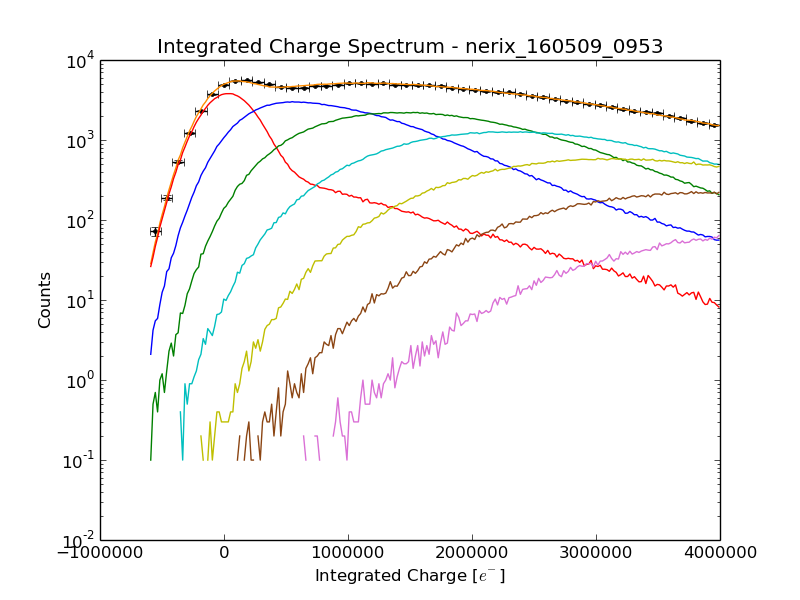 Integrated Charge Spectrum - nerix_160509_0953
Counts
10^4
10^3
10^2
10^1
10^0
10^-1
10^-2
−1000000 0 1000000 2000000 3000000 4000000
Integrated Charge [e^-]